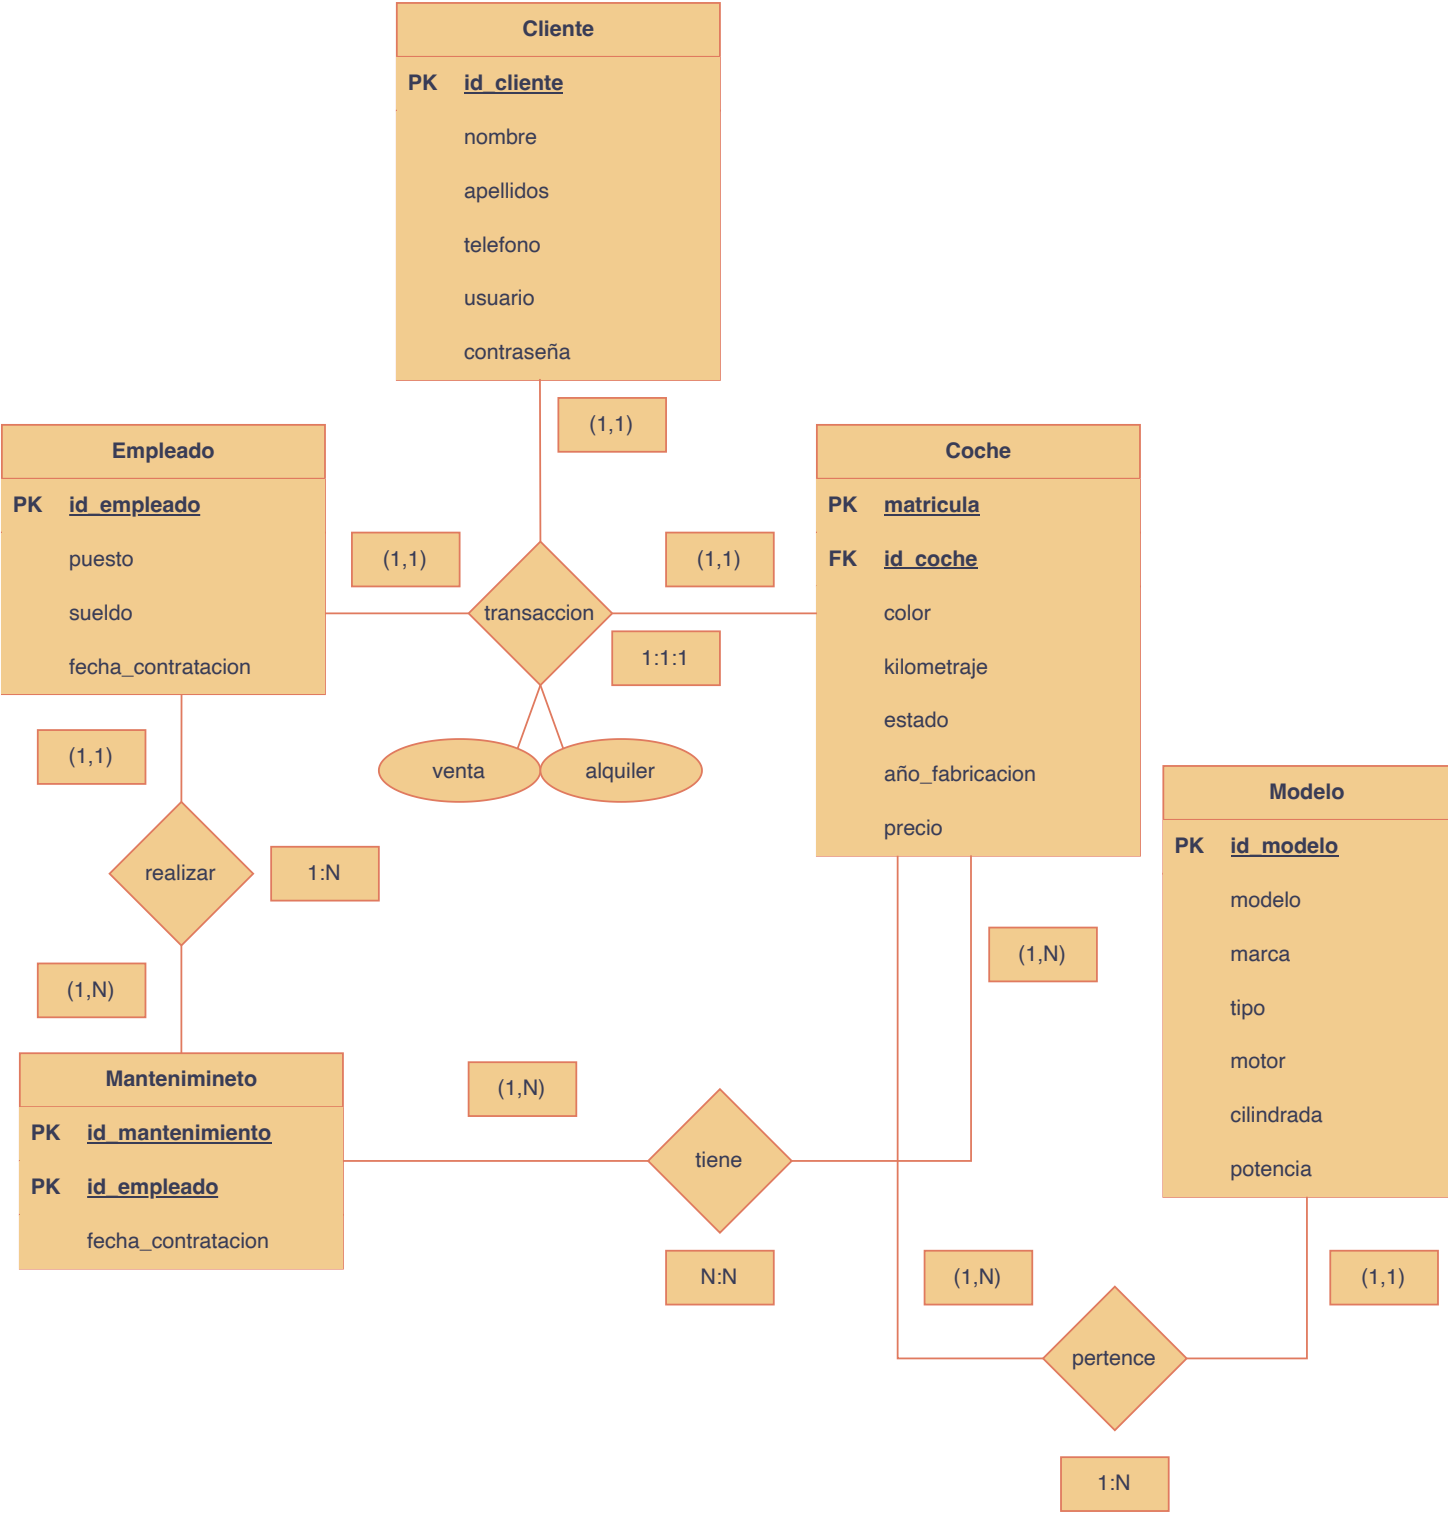 Cliente
PK id_cliente
nombre
apellidos
telefono
usuario
contraseña
(1,1)
Empleado
PK id_empleado
puesto
sueldo
fecha_contratacion
(1,1)
transaccion
(1,1)
1:1:1
venta
alquiler
Coche
PK matricula
FK id_coche
color
kilometraje
estado
año_fabricacion
precio
Modelo
PK id_modelo
modelo
marca
tipo
motor
cilindrada
potencia
(1,1)
realizar
1:N
(1,N)
(1,N)
Mantenimineto
PK id_mantenimiento
PK id_empleado
fecha_contratacion
(1,N)
tiene
N:N
(1,N)
(1,1)
pertence
1:N